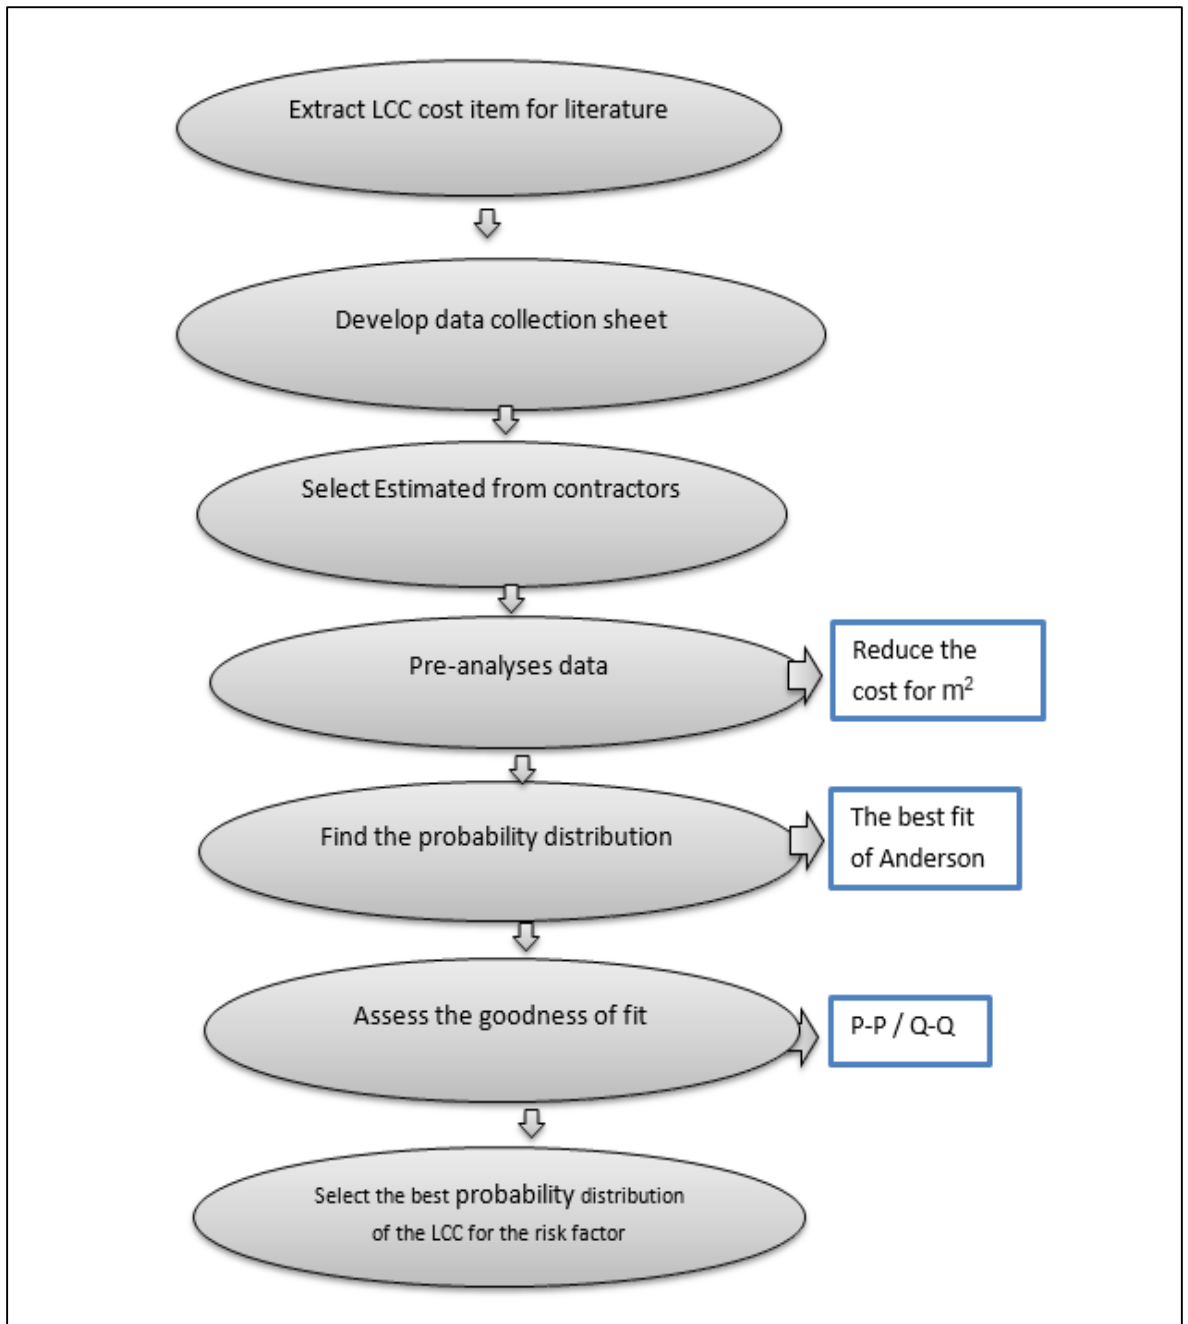 Extract LCC cost item for literature
Develop data collection sheet
Select Estimated from contractors
Pre-analyses data
Reduce the
cost for m²
Find the probability distribution
The best fit
of Anderson
Assess the goodness of fit
P-P / Q-Q
Select the best probability distribution
of the LCC for the risk factor